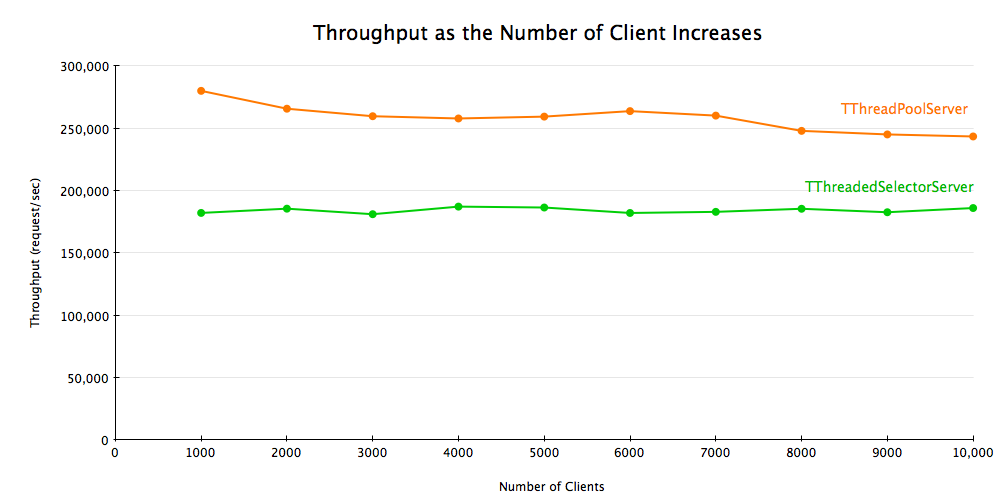 Throughput as the Number of Client Increases
300,000
TThreadPoolServer
250,000
200,000
TThreadedSelectorServer
150,000
100,000
50,000
0
Throughput (request/sec)
0 1000 2000 3000 4000 5000 6000 7000 8000 9000 10,000
Number of Clients